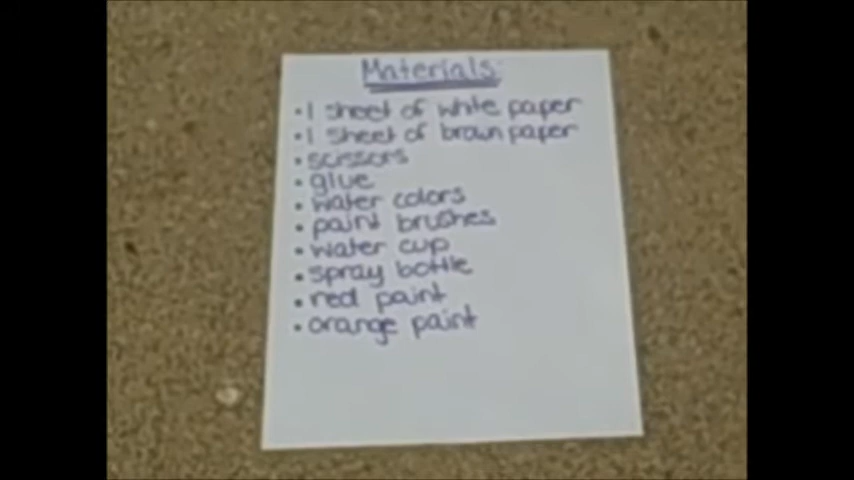 Materials:
• 1 sheet of white paper
• 1 sheet of brown paper
• scissors
• glue
• water colors
• paint brushes
• water cup
• spray bottle
• red paint
• orange paint